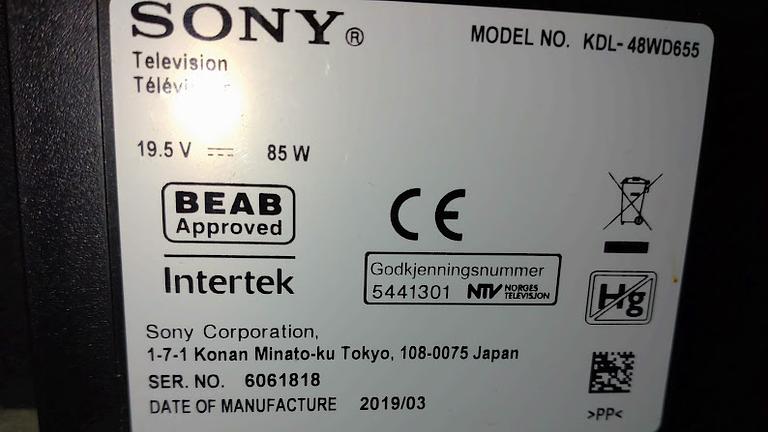 SONY®
MODEL NO. KDL-48WD655
Television
19.5 V ⎓ 85 W
BEAB
Approved
Intertek
CE
Godkjenningsnummer
5441301 NTV NORGES TELEVISJON
Hg
Sony Corporation,
1-7-1 Konan Minato-ku Tokyo, 108-0075 Japan
SER. NO. 6061818
DATE OF MANUFACTURE 2019/03
>PP<